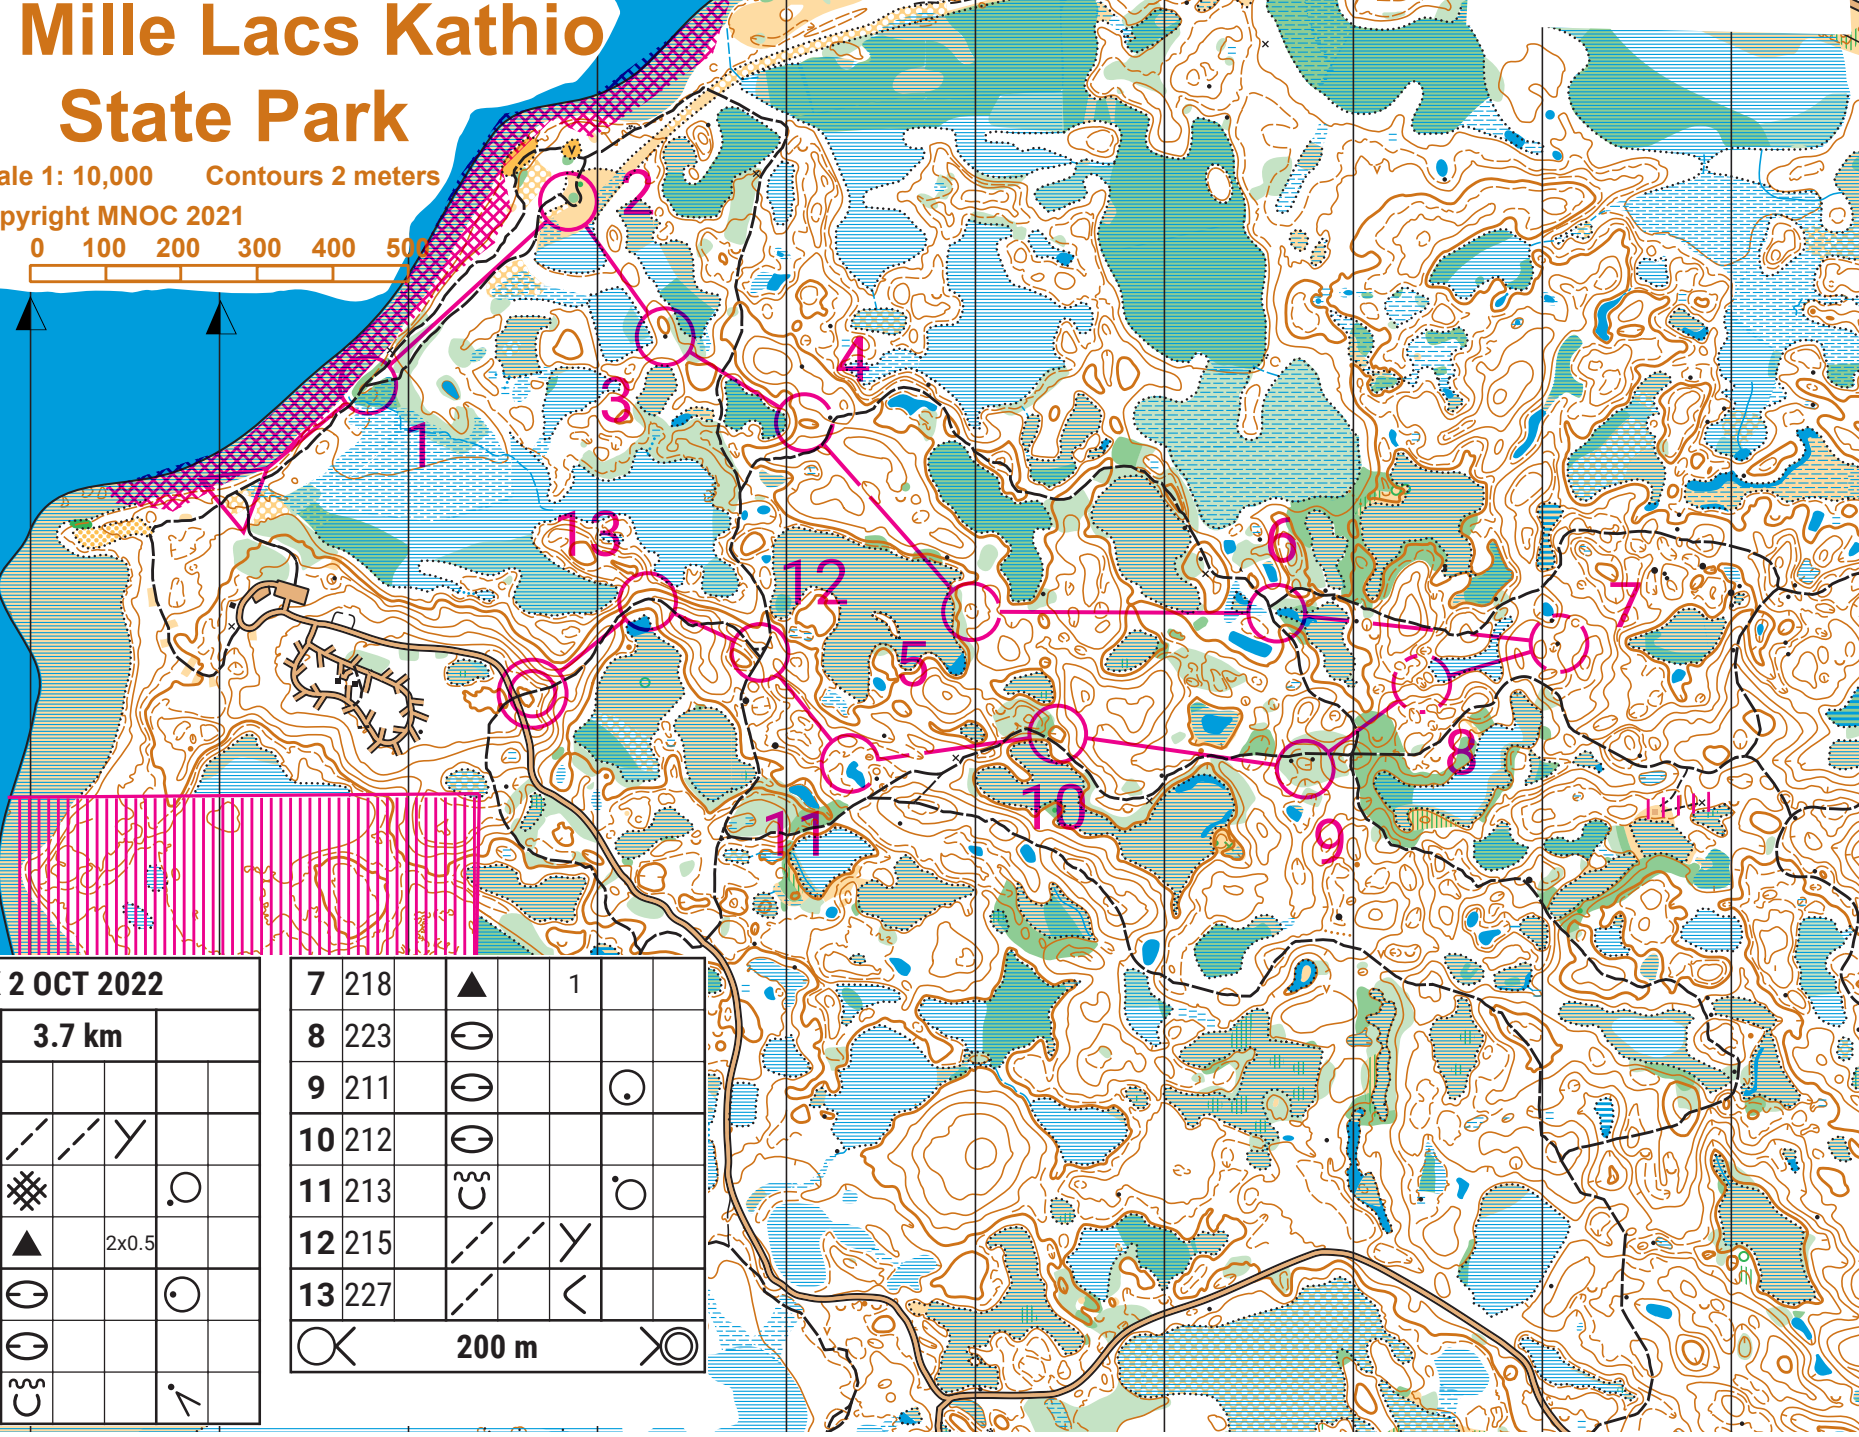 Mille Lacs Kathio
State Park
ale 1: 10,000 Contours 2 meters
pyright MNOC 2021
0 100 200 300 400 500
2
4
3
1
13
6
12
7
5
8
10
11
9
2 OCT 2022
3.7 km
2x0.5
7 218 1
8 223
9 211
10 212
11 213
12 215
13 227
200 m